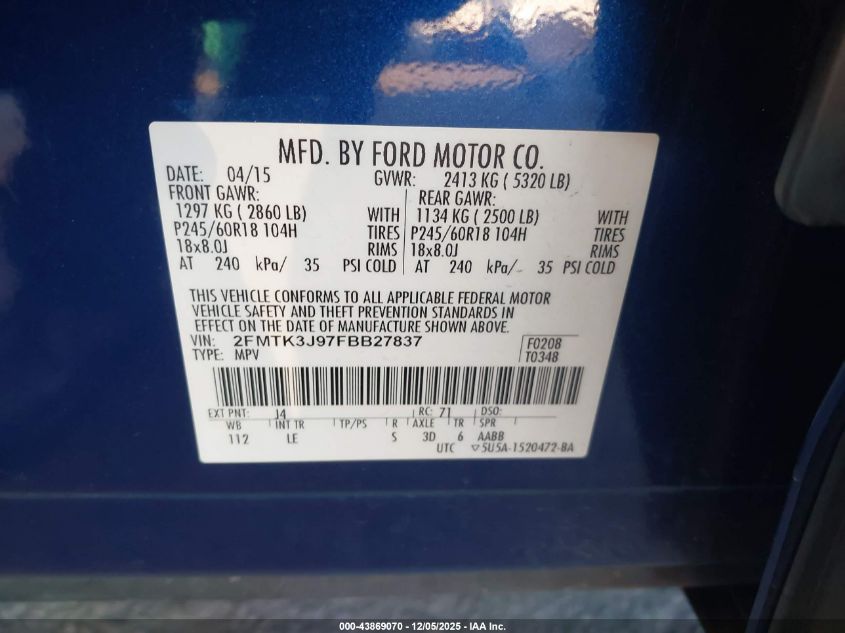 MFD. BY FORD MOTOR CO.
DATE: 04/15 GVWR: 2413 KG ( 5320 LB)
FRONT GAWR: REAR GAWR:
1297 KG ( 2860 LB) WITH 1134 KG ( 2500 LB) WITH
P245/60R18 104H TIRES P245/60R18 104H TIRES
18x8.0J RIMS 18x8.0J RIMS
AT 240 kPa/ 35 PSI COLD AT 240 kPa/ 35 PSI COLD
THIS VEHICLE CONFORMS TO ALL APPLICABLE FEDERAL MOTOR
VEHICLE SAFETY AND THEFT PREVENTION STANDARDS IN
EFFECT ON THE DATE OF MANUFACTURE SHOWN ABOVE.
VIN: 2FMTK3J97FBB27837 F0208
TYPE: MPV T0348
EXT PNT: J4 RC: 71 DSO:
WB INT TR TP/PS R AXLE TR SPR
112 LE S 3D 6 AABB
UTC ▽5U5A-1520472-BA
000-43869070 - 12/05/2025 - IAA Inc.